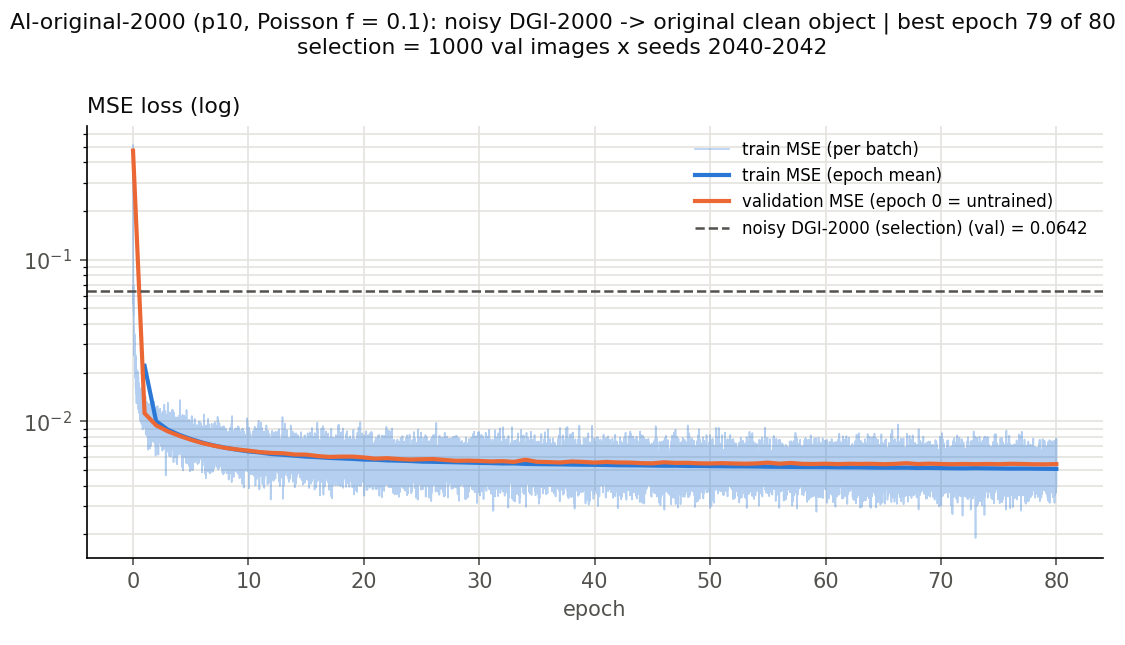 AI-original-2000 (p10, Poisson f = 0.1): noisy DGI-2000 -> original clean object | best epoch 79 of 80
selection = 1000 val images x seeds 2040-2042
MSE loss (log)
train MSE (per batch)
train MSE (epoch mean)
validation MSE (epoch 0 = untrained)
noisy DGI-2000 (selection) (val) = 0.0642
10⁻¹
10⁻²
0 10 20 30 40 50 60 70 80
epoch